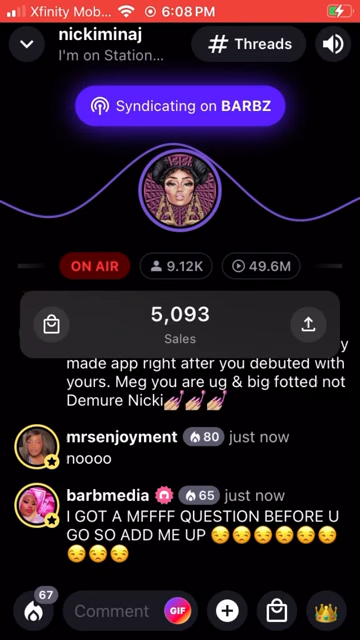 Xfinity Mob... 6:08 PM
nickiminaj
I'm on Station...
# Threads
Syndicating on BARBZ
ON AIR 9.12K 49.6M
5,093
Sales
y
made app right after you debuted with
yours. Meg you are ug & big fotted not
Demure Nicki💅🏼💅🏼💅🏼
mrsenjoyment 80 just now
noooo
barbmedia 65 just now
I GOT A MFFFF QUESTION BEFORE U
GO SO ADD ME UP 😒😒😒😒😒😒
😒😒😒
67
Comment GIF